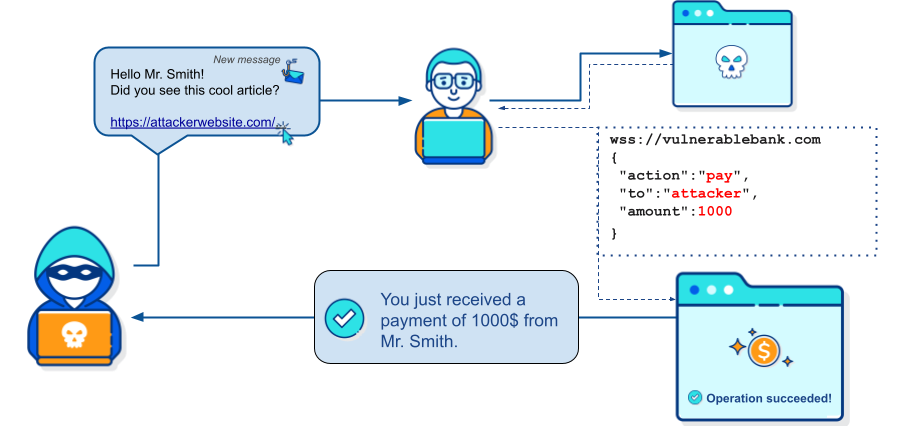 New message
Hello Mr. Smith!
Did you see this cool article?
https://attackerwebsite.com/
wss://vulnerablebank.com
{
"action":"pay",
"to":"attacker",
"amount":1000
}
You just received a
payment of 1000$ from
Mr. Smith.
$
Operation succeeded!